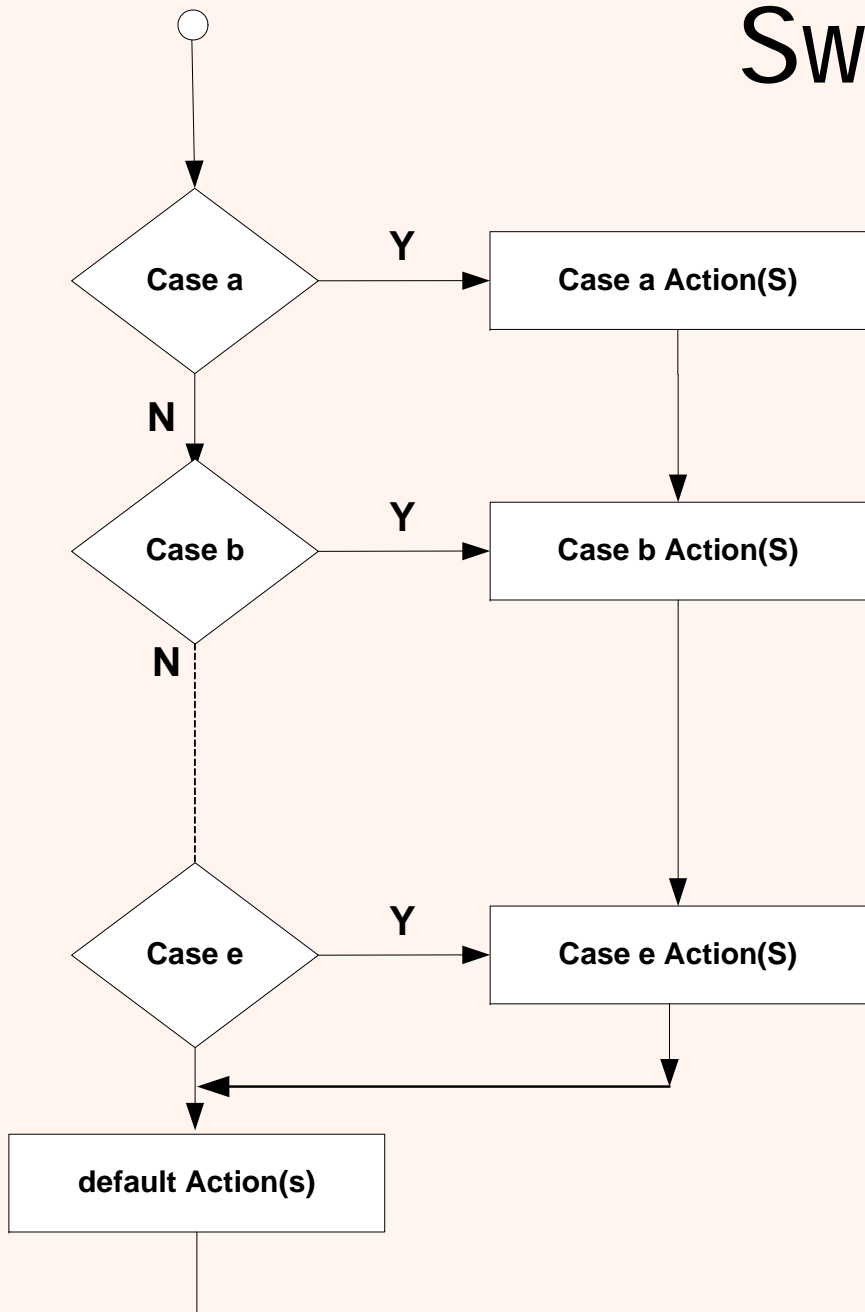 Sw
Y
Case a
Case a Action(S)
N
Y
Case b
Case b Action(S)
N
Y
Case e
Case e Action(S)
default Action(s)